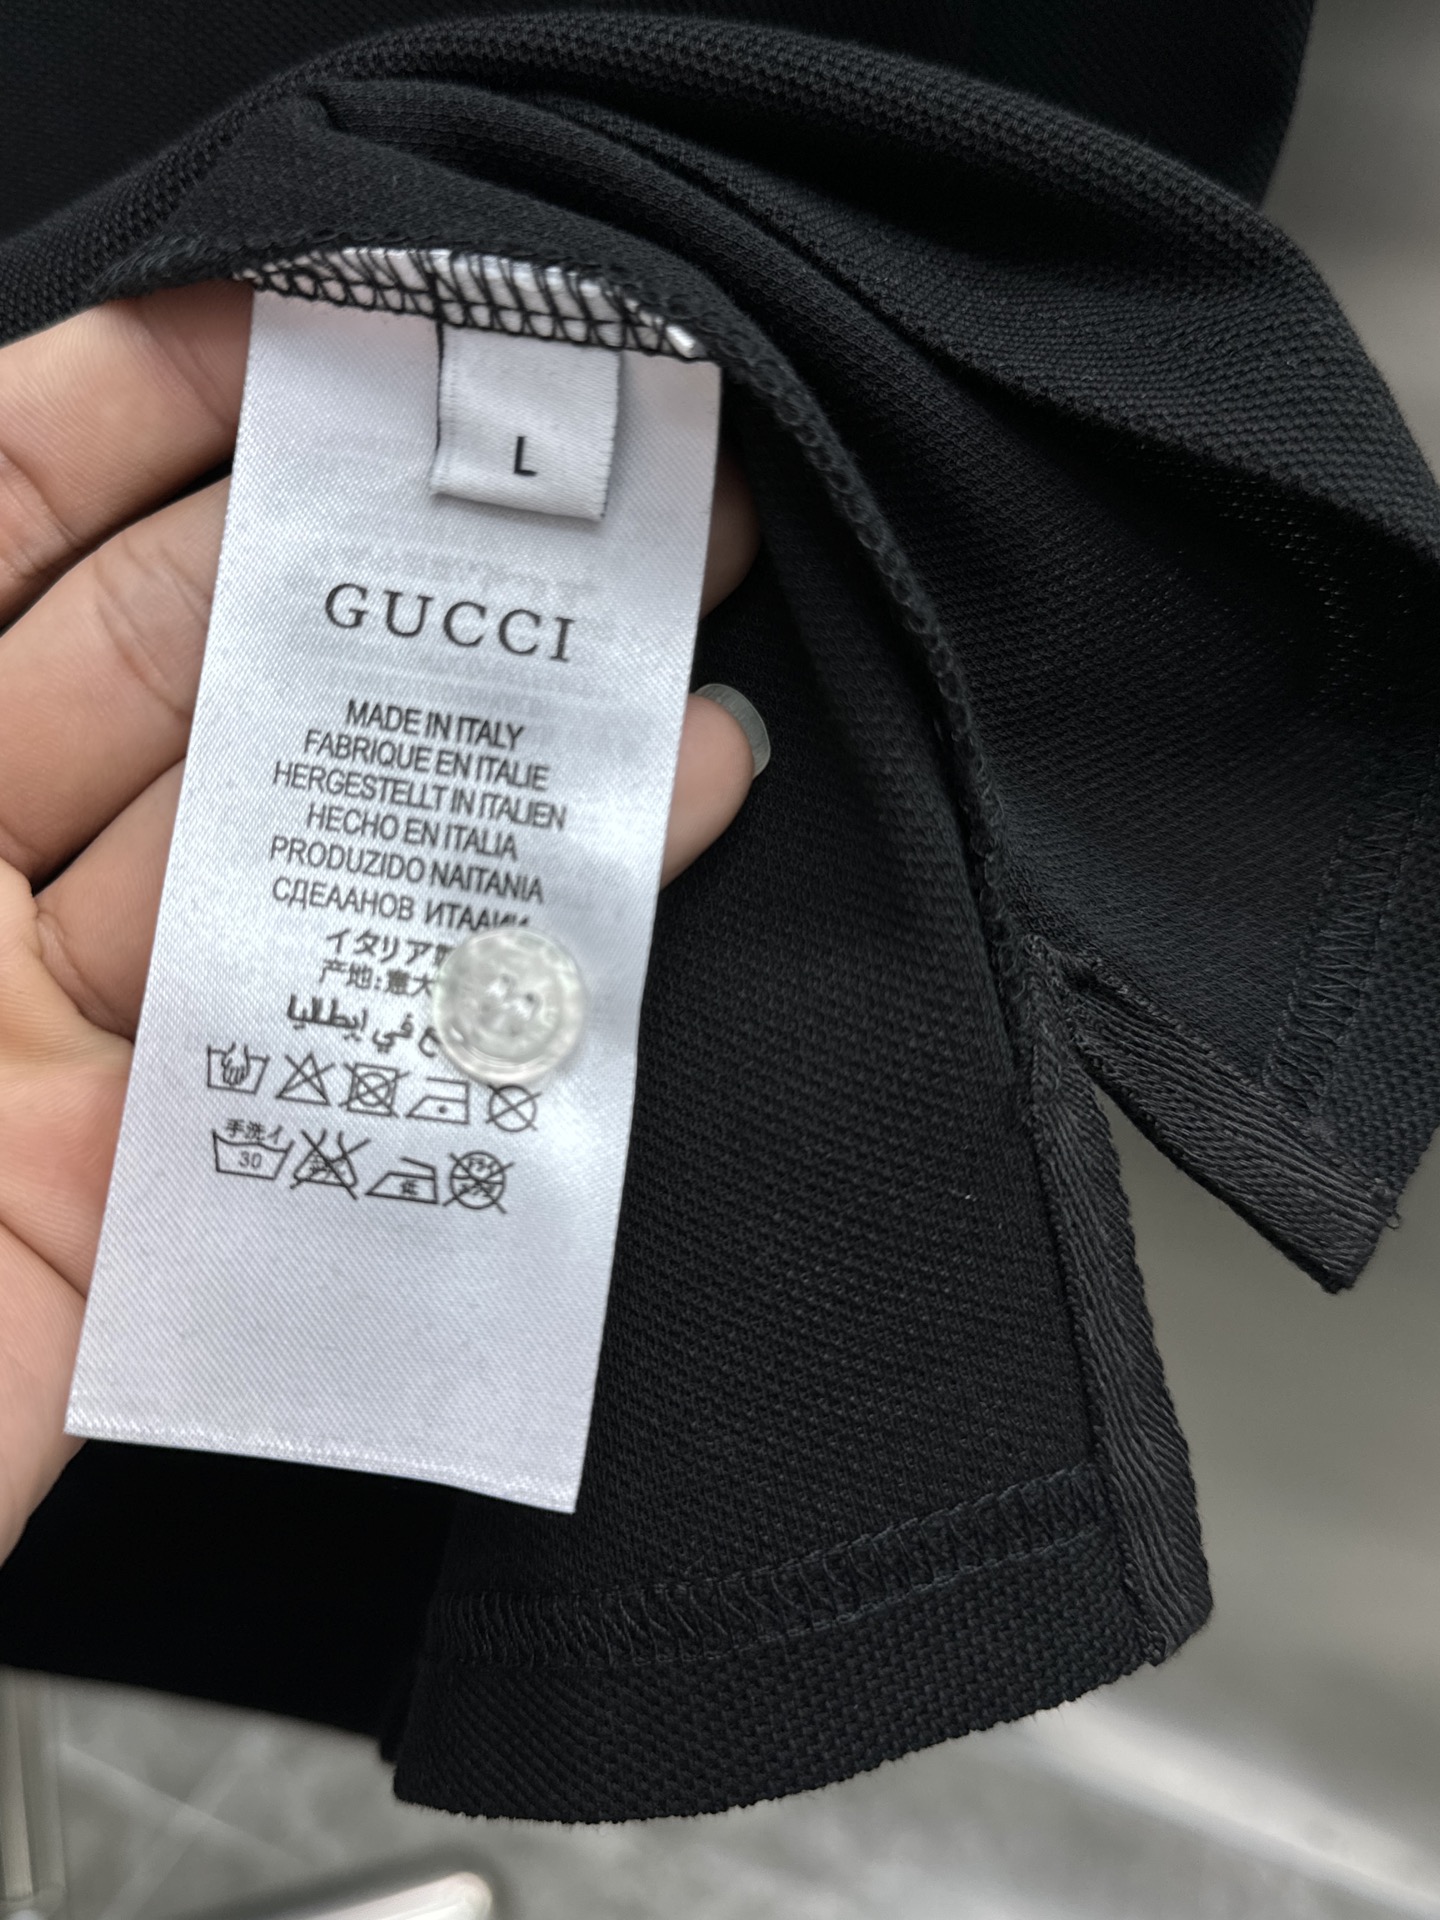 L
GUCCI
MADE IN ITALY
FABRIQUE EN ITALIE
HERGESTELLT IN ITALIEN
HECHO EN ITALIA
PRODUZIDO NAITANIA
СДЕААНОВ ИТААИИ
イタリア
产地:意大
في إيطاليا
手洗イ
30